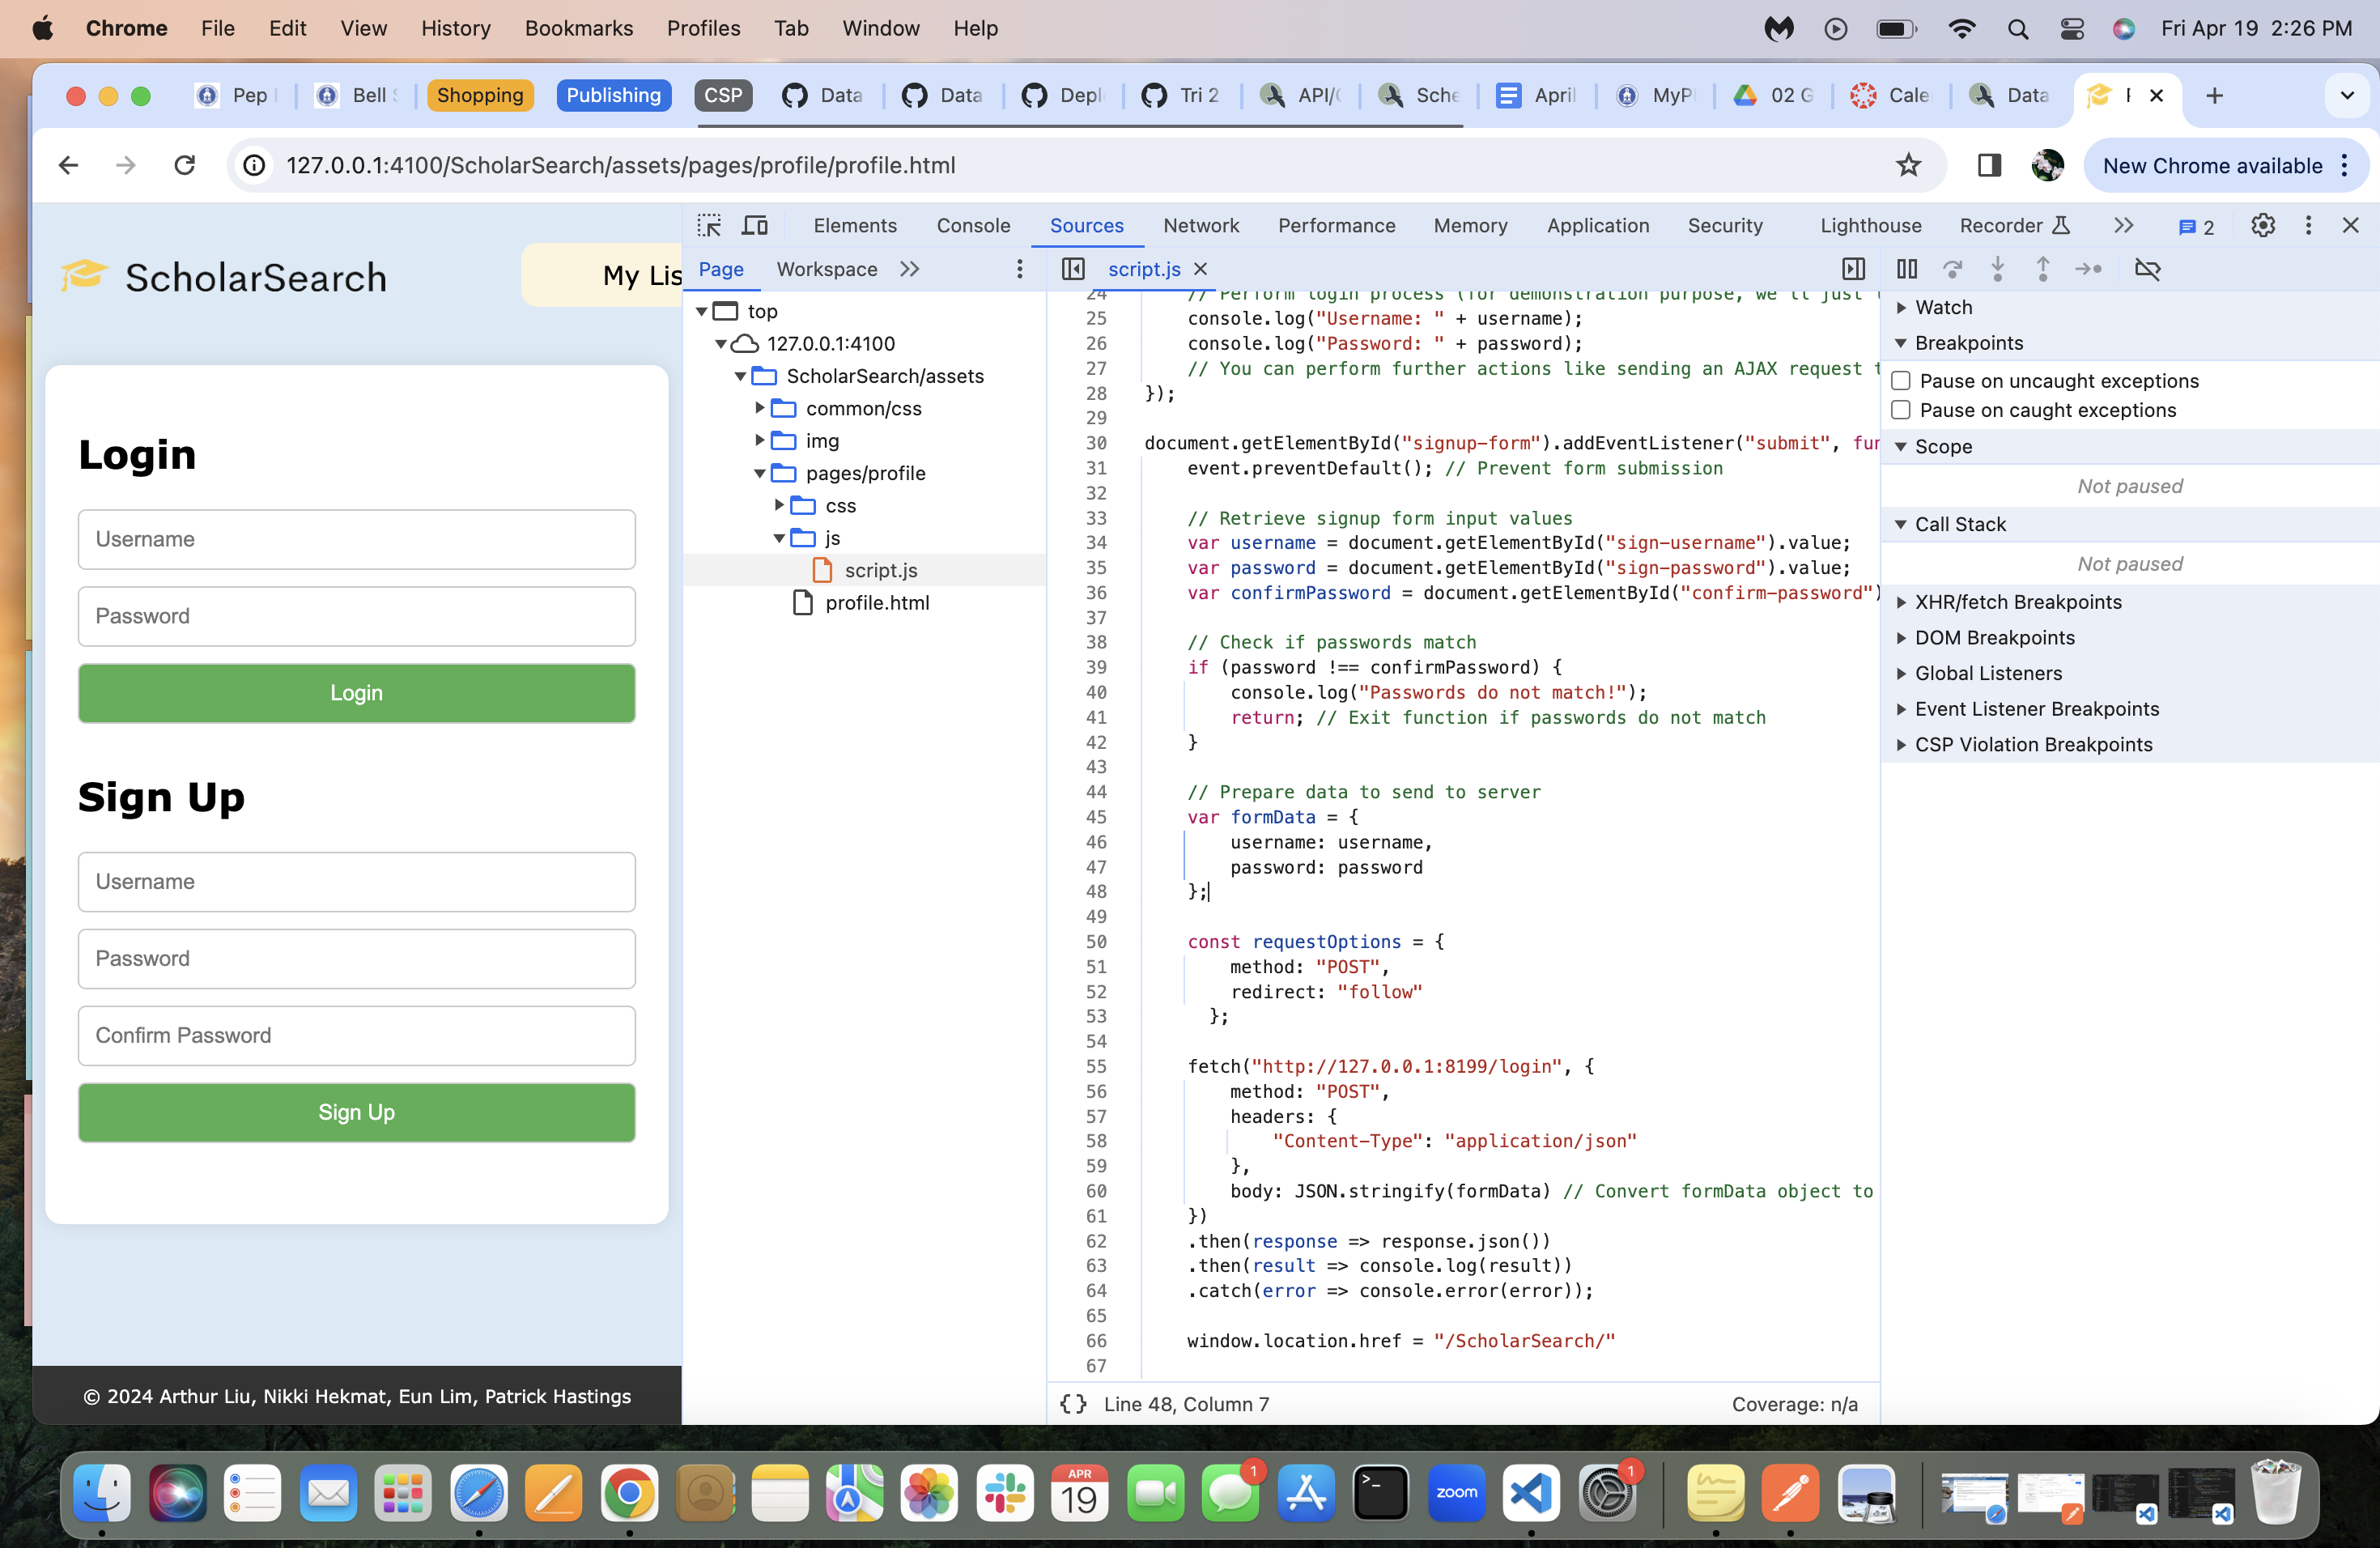 Chrome File Edit View History Bookmarks Profiles Tab Window Help Fri Apr 19 2:26 PM
Pep Bell Shopping Publishing CSP Data Data Depl Tri 2 API/ Sche April MyP 02 G Cale Data
127.0.0.1:4100/ScholarSearch/assets/pages/profile/profile.html New Chrome available
ScholarSearch
My Lis
Login
Username
Password
Login
Sign Up
Username
Password
Confirm Password
Sign Up
© 2024 Arthur Liu, Nikki Hekmat, Eun Lim, Patrick Hastings
Elements Console Sources Network Performance Memory Application Security Lighthouse Recorder 2
Page Workspace
top
127.0.0.1:4100
ScholarSearch/assets
common/css
img
pages/profile
css
js
script.js
profile.html
script.js
24 // Perform login process (for demonstration purpose, we'll just
25 console.log("Username: " + username);
26 console.log("Password: " + password);
27 // You can perform further actions like sending an AJAX request
28 });
29
30 document.getElementById("signup-form").addEventListener("submit", fun
31 event.preventDefault(); // Prevent form submission
32
33 // Retrieve signup form input values
34 var username = document.getElementById("sign-username").value;
35 var password = document.getElementById("sign-password").value;
36 var confirmPassword = document.getElementById("confirm-password")
37
38 // Check if passwords match
39 if (password !== confirmPassword) {
40 console.log("Passwords do not match!");
41 return; // Exit function if passwords do not match
42 }
43
44 // Prepare data to send to server
45 var formData = {
46 username: username,
47 password: password
48 };
49
50 const requestOptions = {
51 method: "POST",
52 redirect: "follow"
53 };
54
55 fetch("http://127.0.0.1:8199/login", {
56 method: "POST",
57 headers: {
58 "Content-Type": "application/json"
59 },
60 body: JSON.stringify(formData) // Convert formData object to
61 })
62 .then(response => response.json())
63 .then(result => console.log(result))
64 .catch(error => console.error(error));
65
66 window.location.href = "/ScholarSearch/"
67
{} Line 48, Column 7 Coverage: n/a
Watch
Breakpoints
Pause on uncaught exceptions
Pause on caught exceptions
Scope
Not paused
Call Stack
Not paused
XHR/fetch Breakpoints
DOM Breakpoints
Global Listeners
Event Listener Breakpoints
CSP Violation Breakpoints
APR
19
1
zoom
1